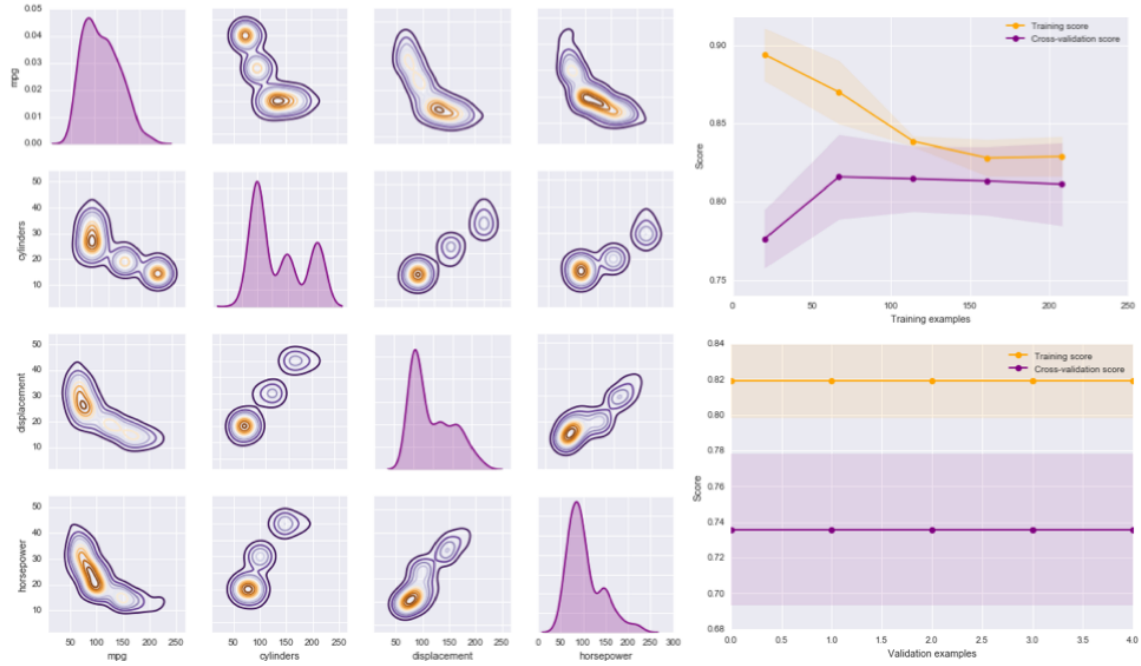 0.05
0.04
0.03
0.02
0.01
0.00
mpg
50
40
30
20
10
cylinders
50
40
30
20
10
displacement
50
40
30
20
10
horsepower
50 100 150 200 250
mpg
50 100 150 200 250
cylinders
50 100 150 200 250
displacement
0 50 100 150 200 250 300
horsepower
Training score
Cross-validation score
0.90
0.85
0.80
0.75
Score
0 50 100 150 200 250
Training examples
Training score
Cross-validation score
0.84
0.82
0.80
0.78
0.76
0.74
0.72
0.70
0.68
Score
0.0 0.5 1.0 1.5 2.0 2.5 3.0 3.5 4.0
Validation examples